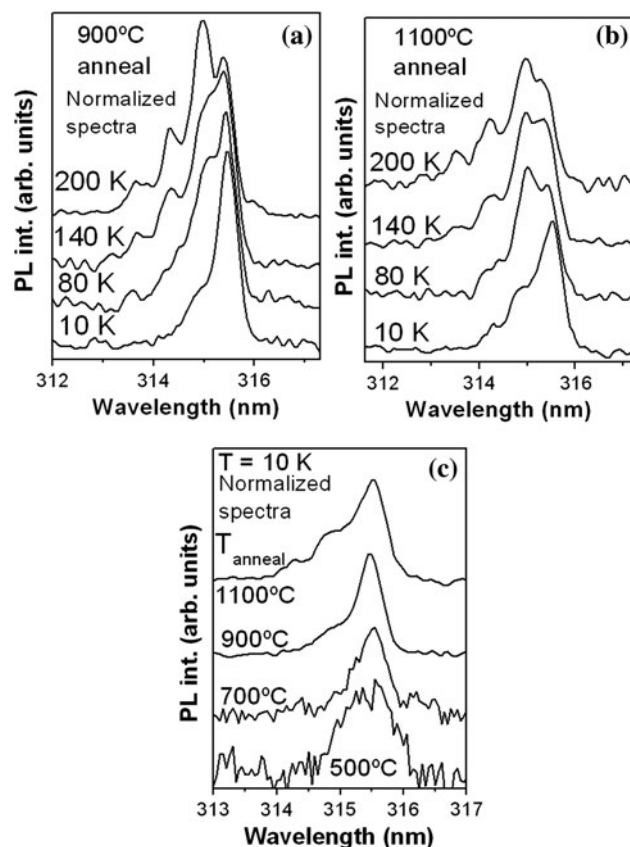 900ºC
anneal
Normalized
spectra
(a)
200 K
140 K
80 K
10 K
PL int. (arb. units)
312 314 316
Wavelength (nm)
1100ºC
anneal
Normalized
spectra
(b)
200 K
140 K
80 K
10 K
PL int. (arb. units)
312 314 316
Wavelength (nm)
T = 10 K
Normalized
spectra
(c)
Tanneal
1100ºC
900ºC
700ºC
500ºC
PL int. (arb. units)
313 314 315 316 317
Wavelength (nm)